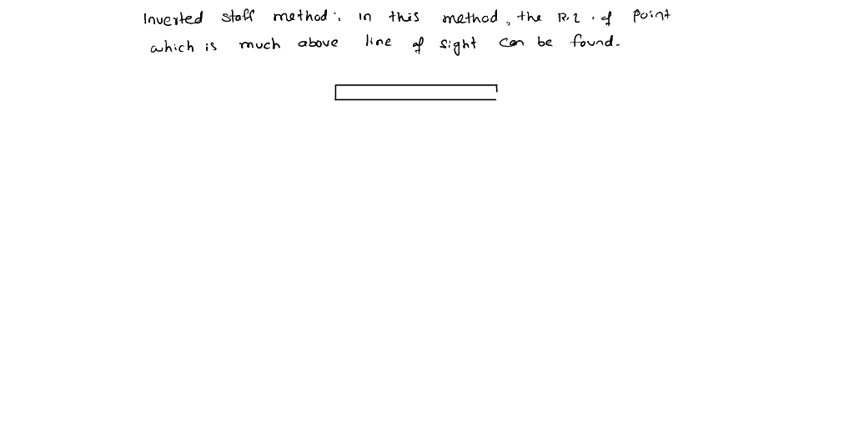 Inverted staff method :. in this method, the R.L. of point
which is much above line of sight can be found.